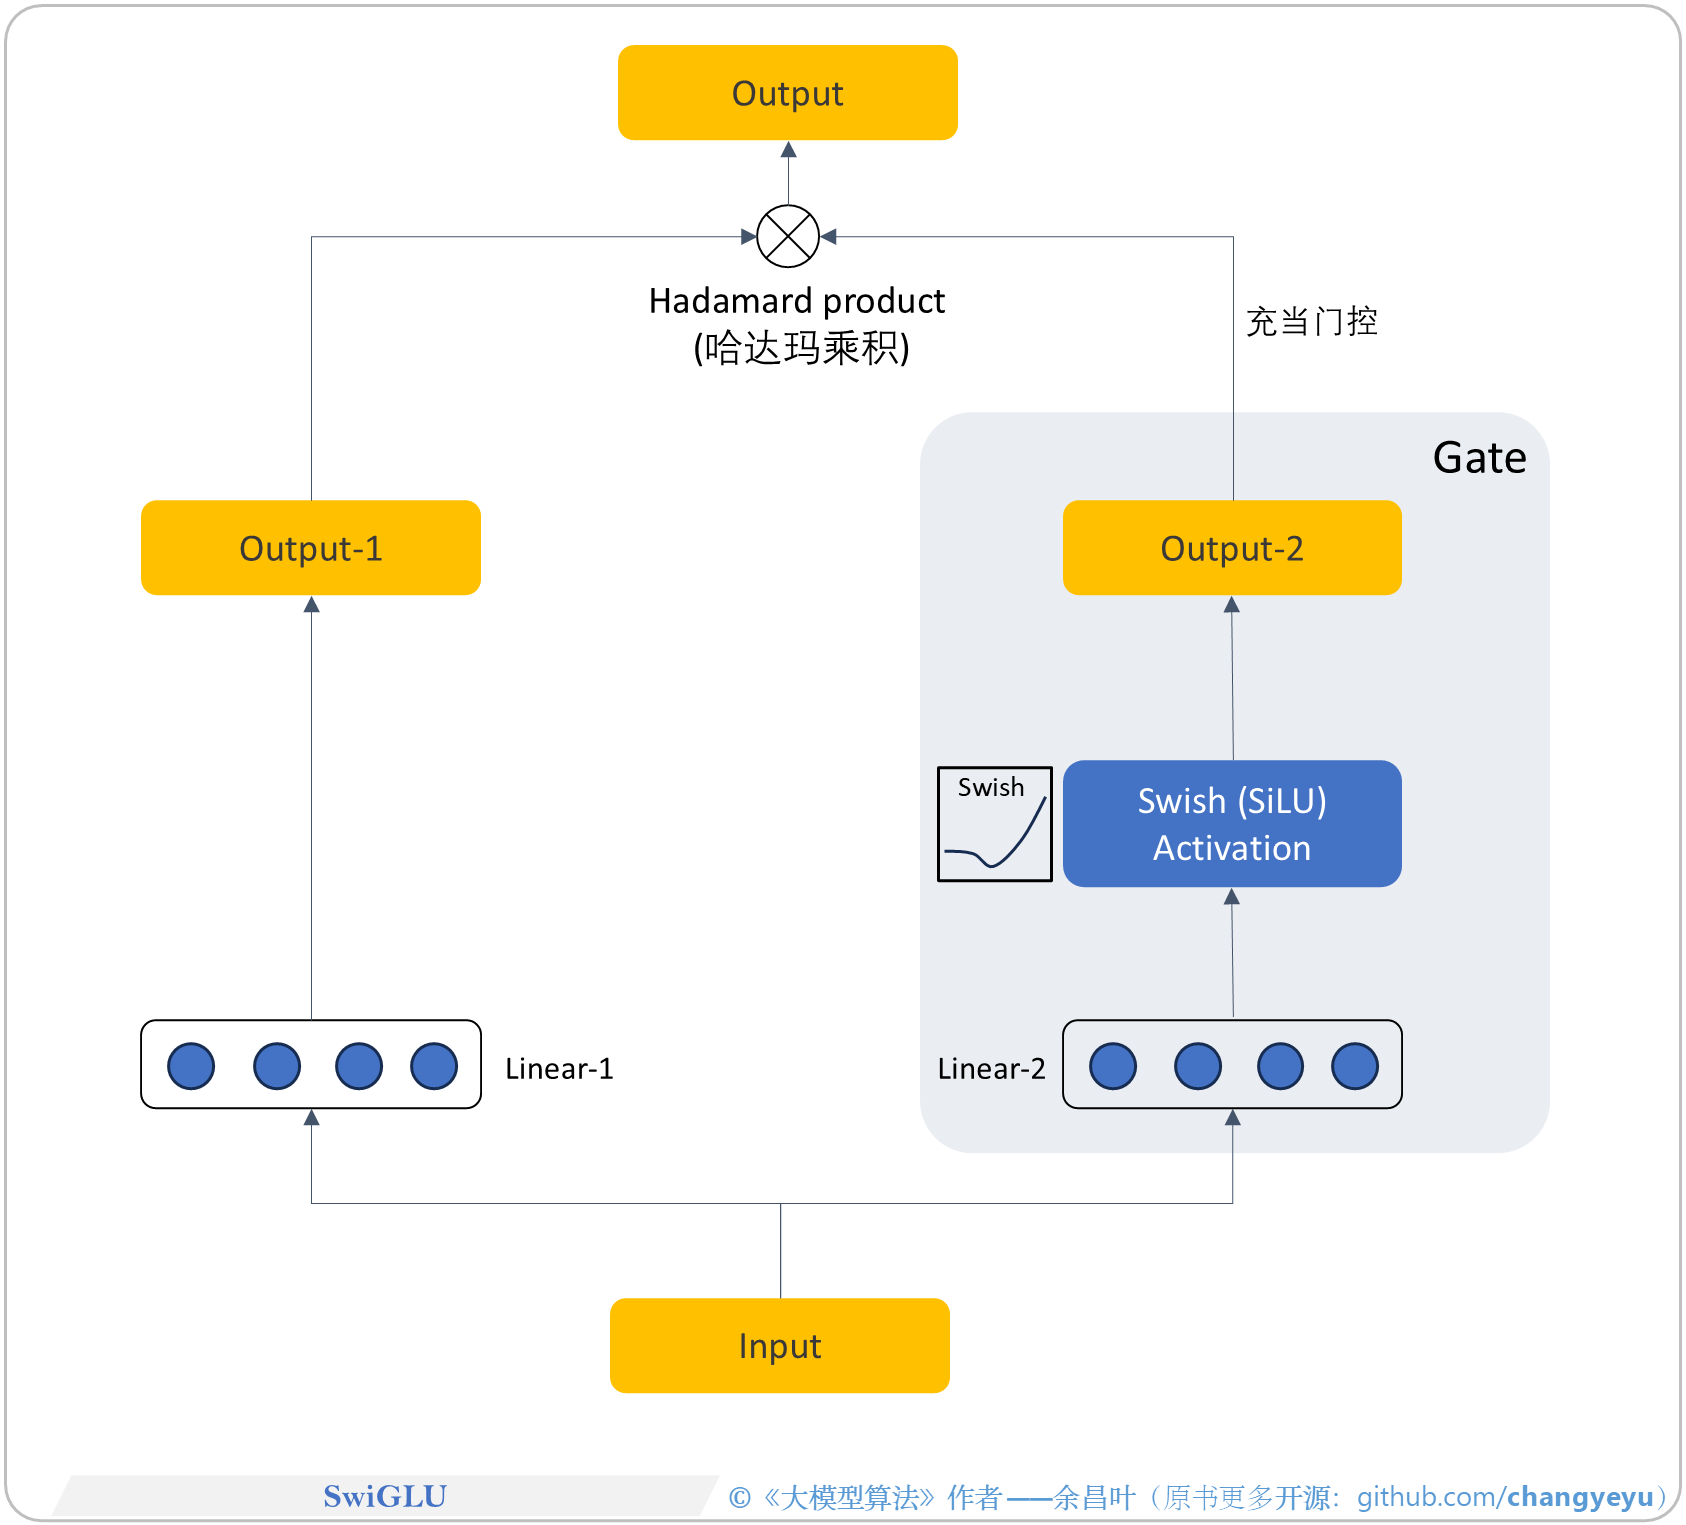 Output
Hadamard product
(哈达玛乘积)
充当门控
Gate
Output-1
Output-2
Swish
Swish (SiLU)
Activation
Linear-1
Linear-2
Input
SwiGLU
©《大模型算法》作者——余昌叶（原书更多开源：github.com/changyeyu）